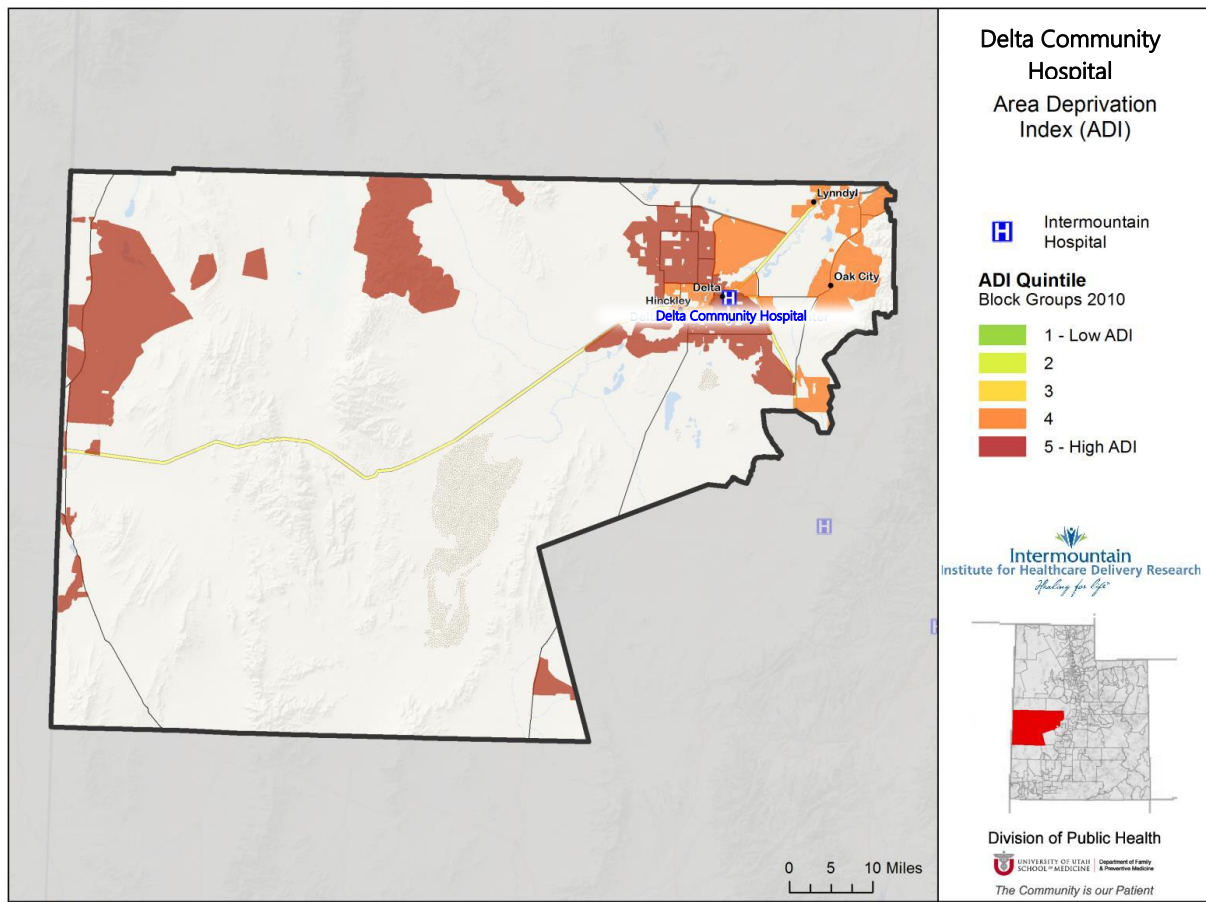 Delta Community
Hospital
Area Deprivation
Index (ADI)
H
Intermountain
Hospital
ADI Quintile
Block Groups 2010
1 - Low ADI
2
3
4
5 - High ADI
Intermountain
Institute for Healthcare Delivery Research
Healing for life
Division of Public Health
UNIVERSITY OF UTAH
SCHOOL OF MEDICINE
Department of Family
& Preventive Medicine
The Community is our Patient
Lynndyl
Oak City
Delta
H
Hinckley
Delta Community Hospital
H
H
0 5 10 Miles